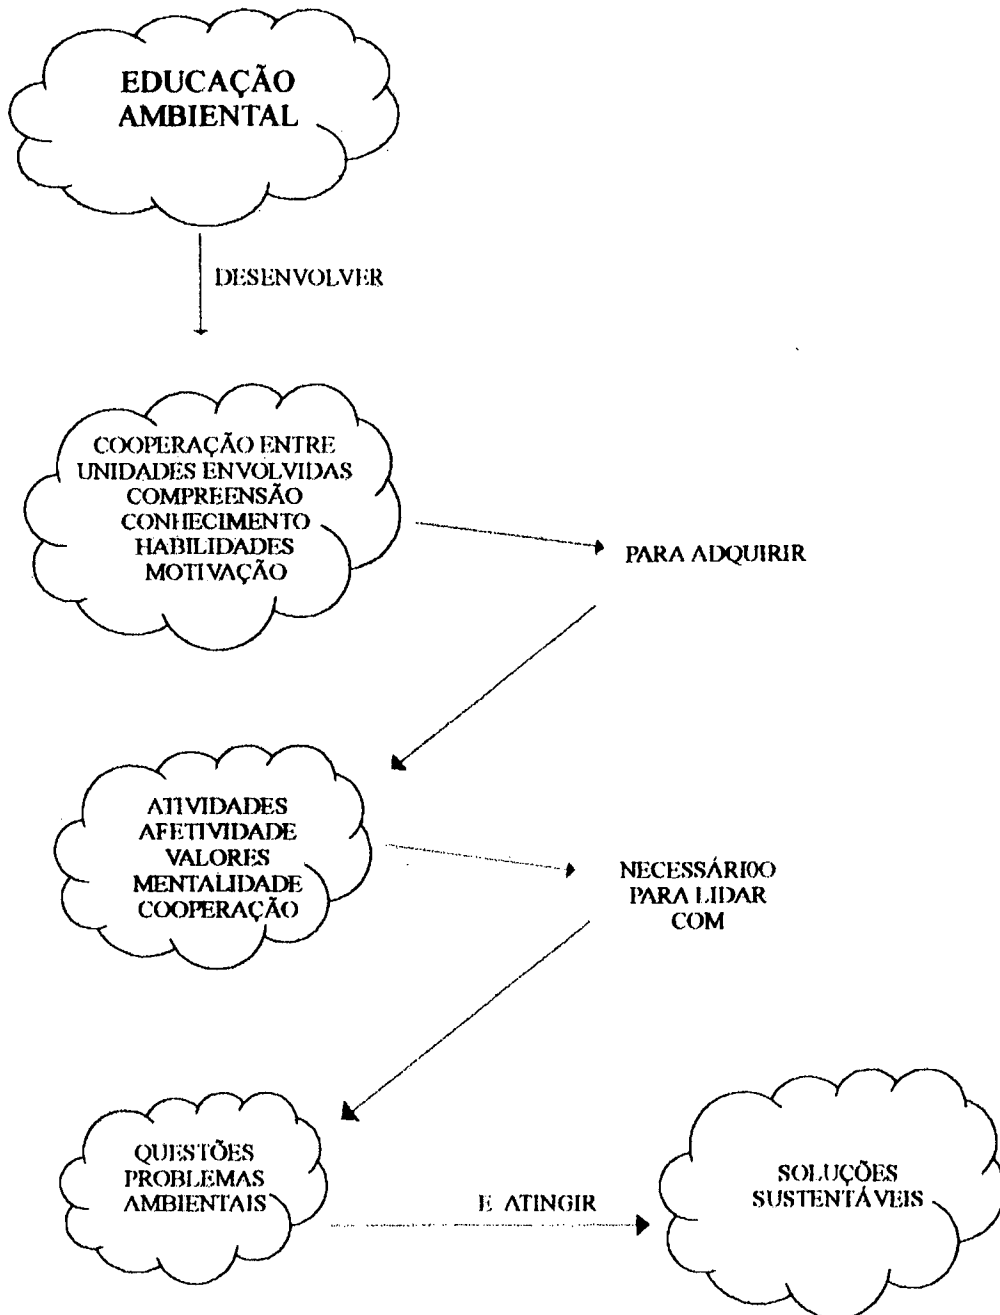 EDUCAÇÃO
AMBIENTAL
DESENVOLVER
COOPERAÇÃO ENTRE
UNIDADES ENVOLVIDAS
COMPREENSÃO
CONHECIMENTO
HABILIDADES
MOTIVAÇÃO
PARA ADQUIRIR
ATIVIDADES
AFETIVIDADE
VALORES
MENTALIDADE
COOPERAÇÃO
NECESSÁRI0O
PARA LIDAR
COM
QUESTÕES
PROBLEMAS
AMBIENTAIS
E ATINGIR
SOLUÇÕES
SUSTENTÁVEIS